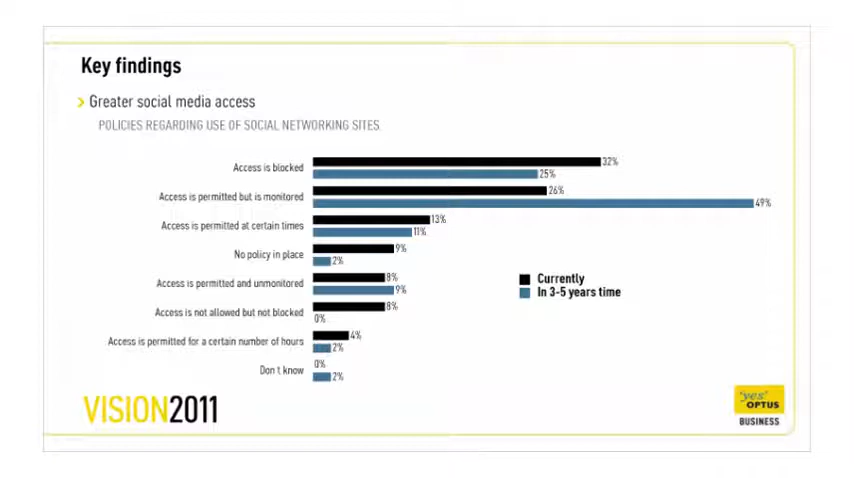 Key findings
Greater social media access
POLICIES REGARDING USE OF SOCIAL NETWORKING SITES
Access is blocked
32%
25%
Access is permitted but is monitored
26%
49%
Access is permitted at certain times
13%
11%
No policy in place
9%
2%
Access is permitted and unmonitored
8%
9%
Access is not allowed but not blocked
8%
0%
Access is permitted for a certain number of hours
4%
2%
Don't know
0%
2%
Currently
In 3-5 years time
VISION2011
'yes'
OPTUS
BUSINESS